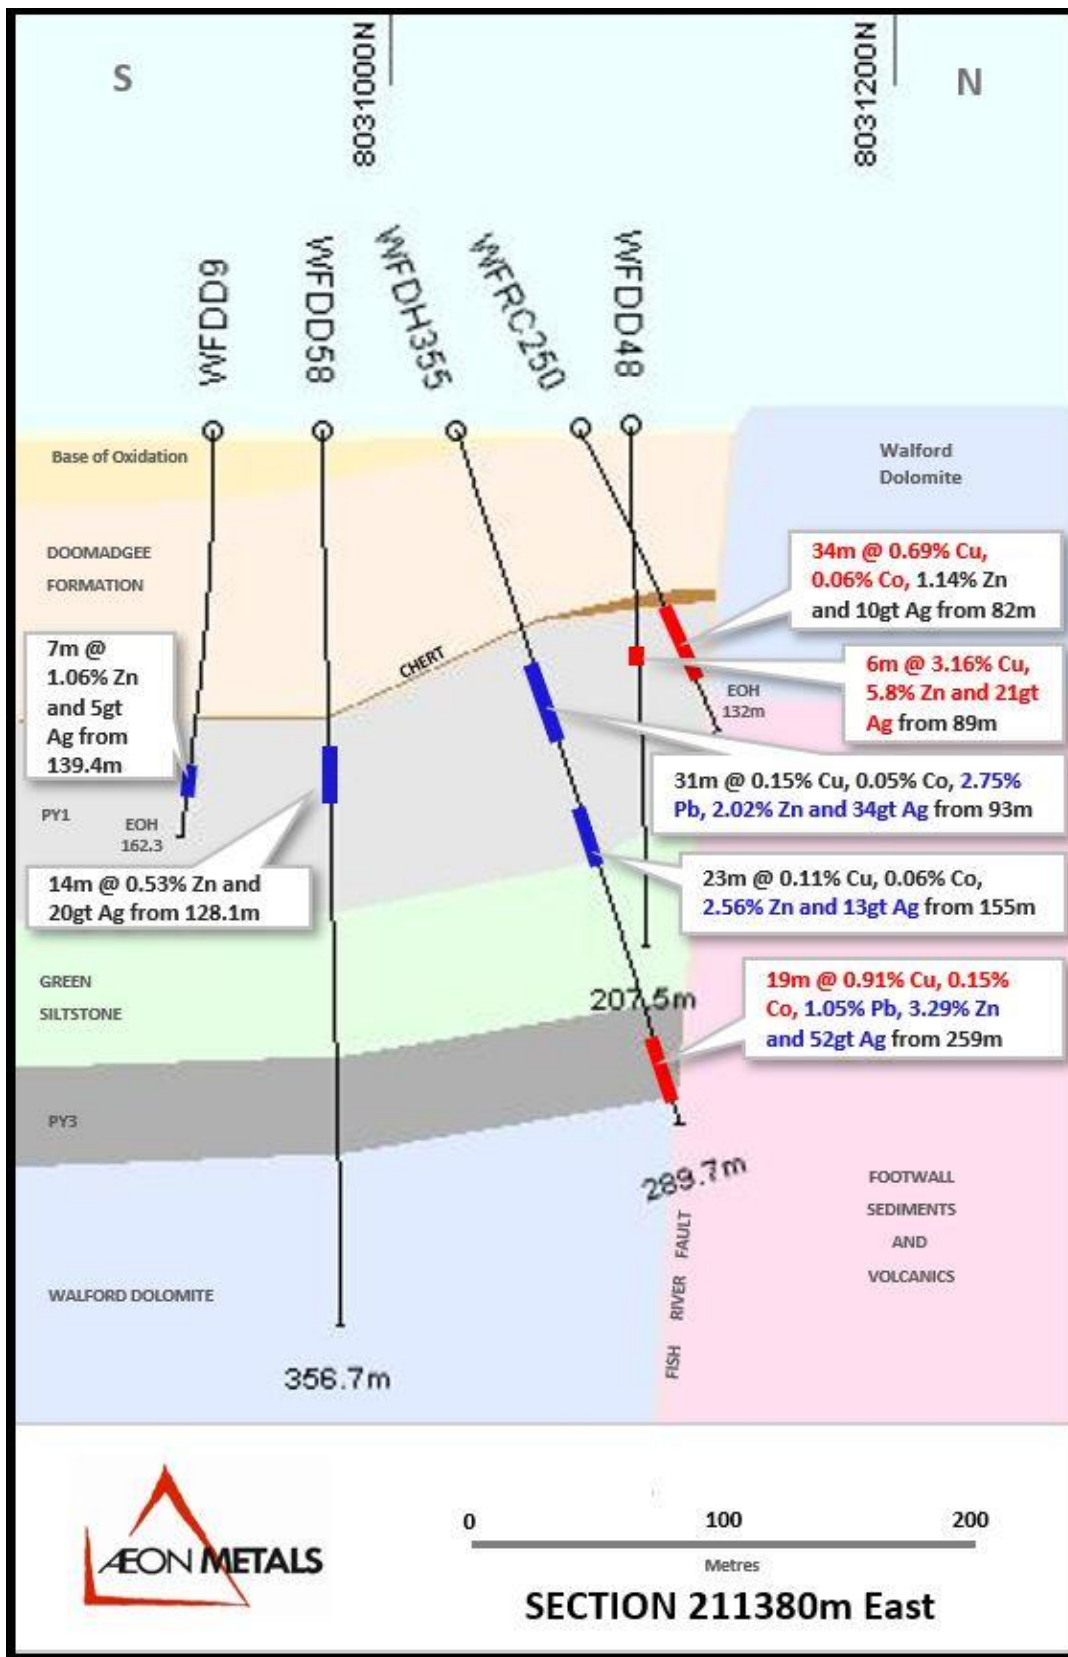 S
8031000N
8031200N
N
WFDD9
WFDD58
WFDH355
WFRC250
WFDD48
Base of Oxidation
Walford
Dolomite
DOOMADGEE
FORMATION
34m @ 0.69% Cu,
0.06% Co, 1.14% Zn
and 10gt Ag from 82m
7m @
1.06% Zn
and 5gt
Ag from
139.4m
CHERT
6m @ 3.16% Cu,
5.8% Zn and 21gt
Ag from 89m
EOH
132m
31m @ 0.15% Cu, 0.05% Co, 2.75%
Pb, 2.02% Zn and 34gt Ag from 93m
PY1
EOH
162.3
14m @ 0.53% Zn and
20gt Ag from 128.1m
23m @ 0.11% Cu, 0.06% Co,
2.56% Zn and 13gt Ag from 155m
GREEN
SILTSTONE
207.5m
19m @ 0.91% Cu, 0.15%
Co, 1.05% Pb, 3.29% Zn
and 52gt Ag from 259m
PY3
289.7m
FOOTWALL
SEDIMENTS
AND
VOLCANICS
FISH RIVER FAULT
WALFORD DOLOMITE
356.7m
ÆON METALS
0 100 200
Metres
SECTION 211380m East